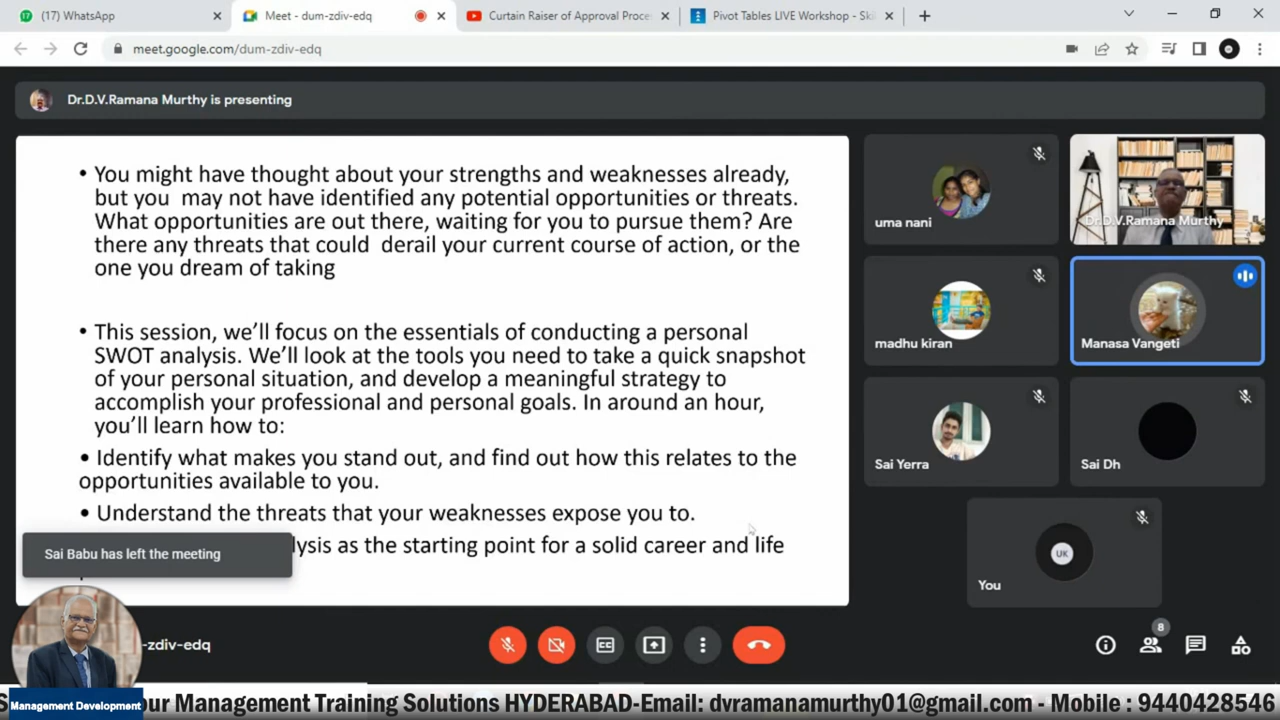 (17) WhatsApp
Meet - dum-zdiv-edq
Curtain Raiser of Approval Proce
Pivot Tables LIVE Workshop - Ski
meet.google.com/dum-zdiv-edq
Dr.D.V.Ramana Murthy is presenting
• You might have thought about your strengths and weaknesses already,
but you may not have identified any potential opportunities or threats.
What opportunities are out there, waiting for you to pursue them? Are
there any threats that could derail your current course of action, or the
one you dream of taking
• This session, we’ll focus on the essentials of conducting a personal
SWOT analysis. We’ll look at the tools you need to take a quick snapshot
of your personal situation, and develop a meaningful strategy to
accomplish your professional and personal goals. In around an hour,
you’ll learn how to:
• Identify what makes you stand out, and find out how this relates to the
opportunities available to you.
• Understand the threats that your weaknesses expose you to.
lysis as the starting point for a solid career and life
Sai Babu has left the meeting
uma nani
Dr.D.V.Ramana Murthy
madhu kiran
Manasa Vangeti
Sai Yerra
Sai Dh
UK
You
-zdiv-edq
CC
8
Management Development
our Management Training Solutions HYDERABAD-Email: dvramanamurthy01@gmail.com - Mobile : 9440428546